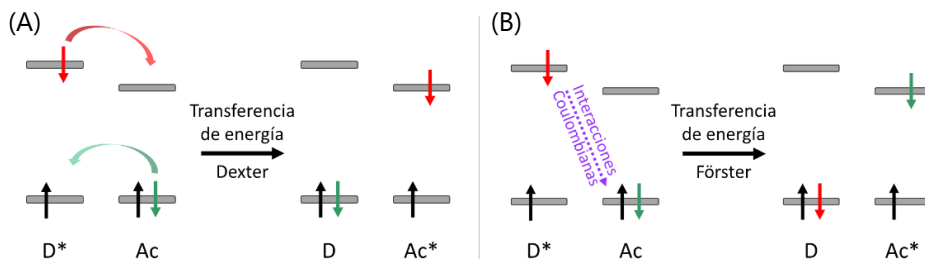 (A)
Transferencia
de energía
Dexter
D*
Ac
D
Ac*
(B)
Interacciones
Coulombianas
Transferencia
de energía
Förster
D*
Ac
D
Ac*